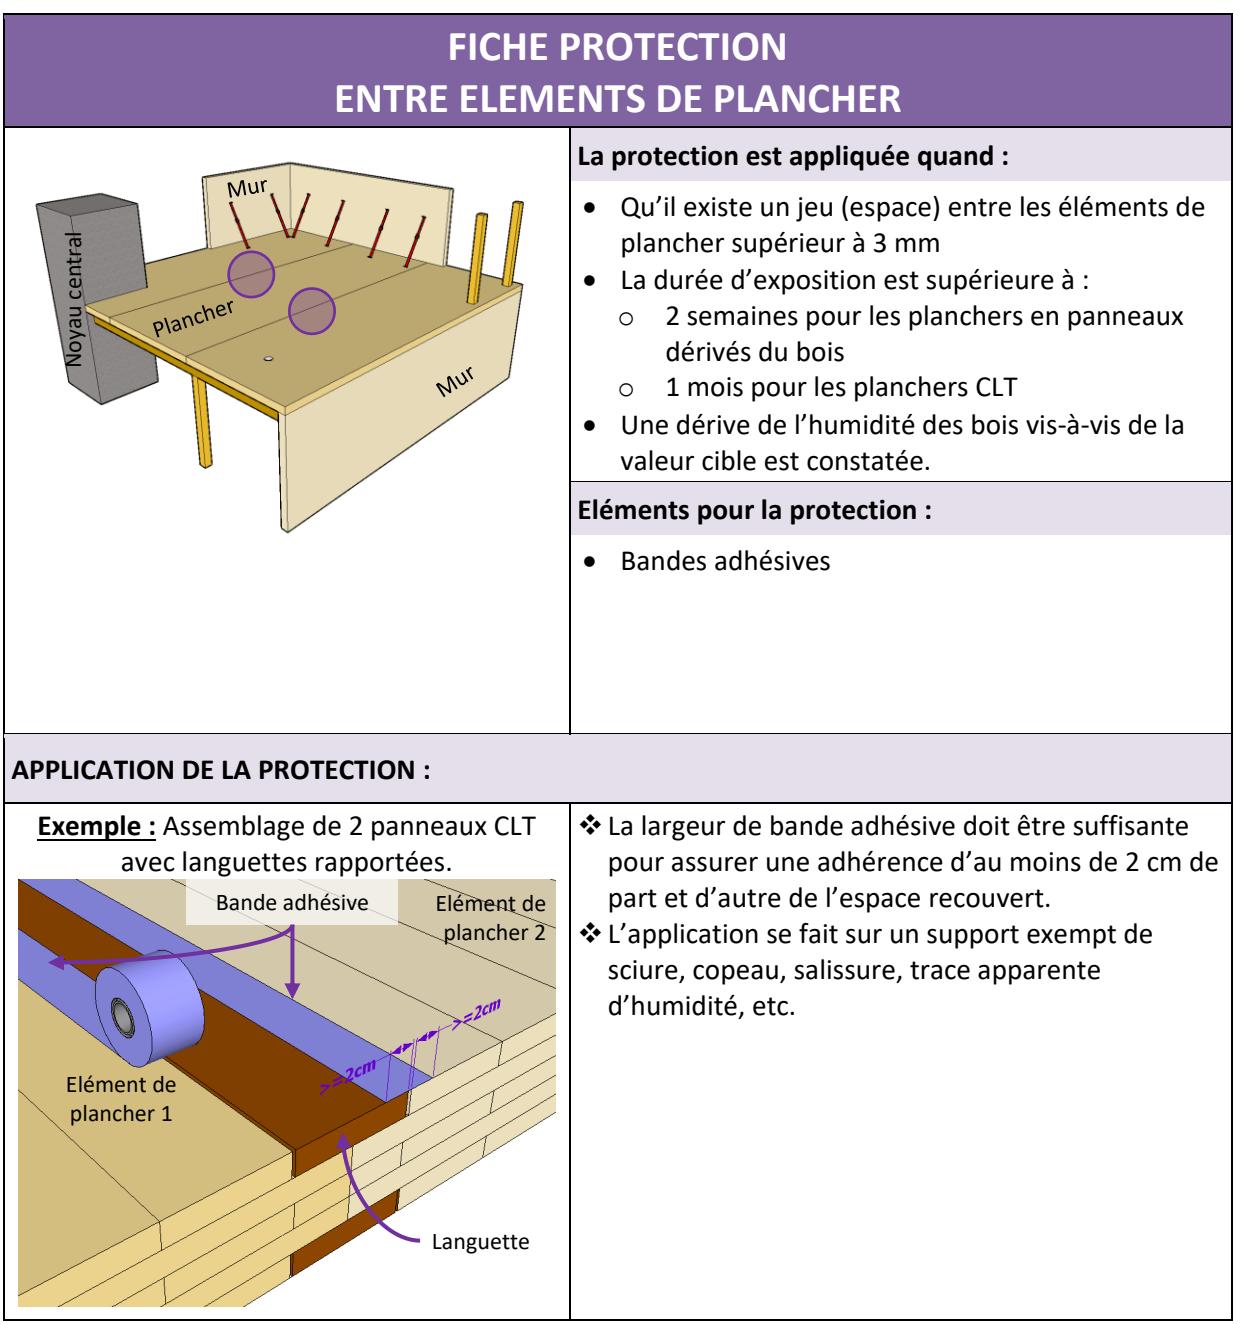 FICHE PROTECTION
ENTRE ELEMENTS DE PLANCHER
Mur
Noyau central
Plancher
Mur
La protection est appliquée quand :
• Qu’il existe un jeu (espace) entre les éléments de
plancher supérieur à 3 mm
• La durée d’exposition est supérieure à :
o 2 semaines pour les planchers en panneaux
dérivés du bois
o 1 mois pour les planchers CLT
• Une dérive de l’humidité des bois vis-à-vis de la
valeur cible est constatée.
Eléments pour la protection :
• Bandes adhésives
APPLICATION DE LA PROTECTION :
Exemple : Assemblage de 2 panneaux CLT
avec languettes rapportées.
Bande adhésive
Elément de
plancher 2
>=2cm
>=2cm
Elément de
plancher 1
Languette
❖ La largeur de bande adhésive doit être suffisante
pour assurer une adhérence d’au moins de 2 cm de
part et d’autre de l’espace recouvert.
❖ L’application se fait sur un support exempt de
sciure, copeau, salissure, trace apparente
d’humidité, etc.